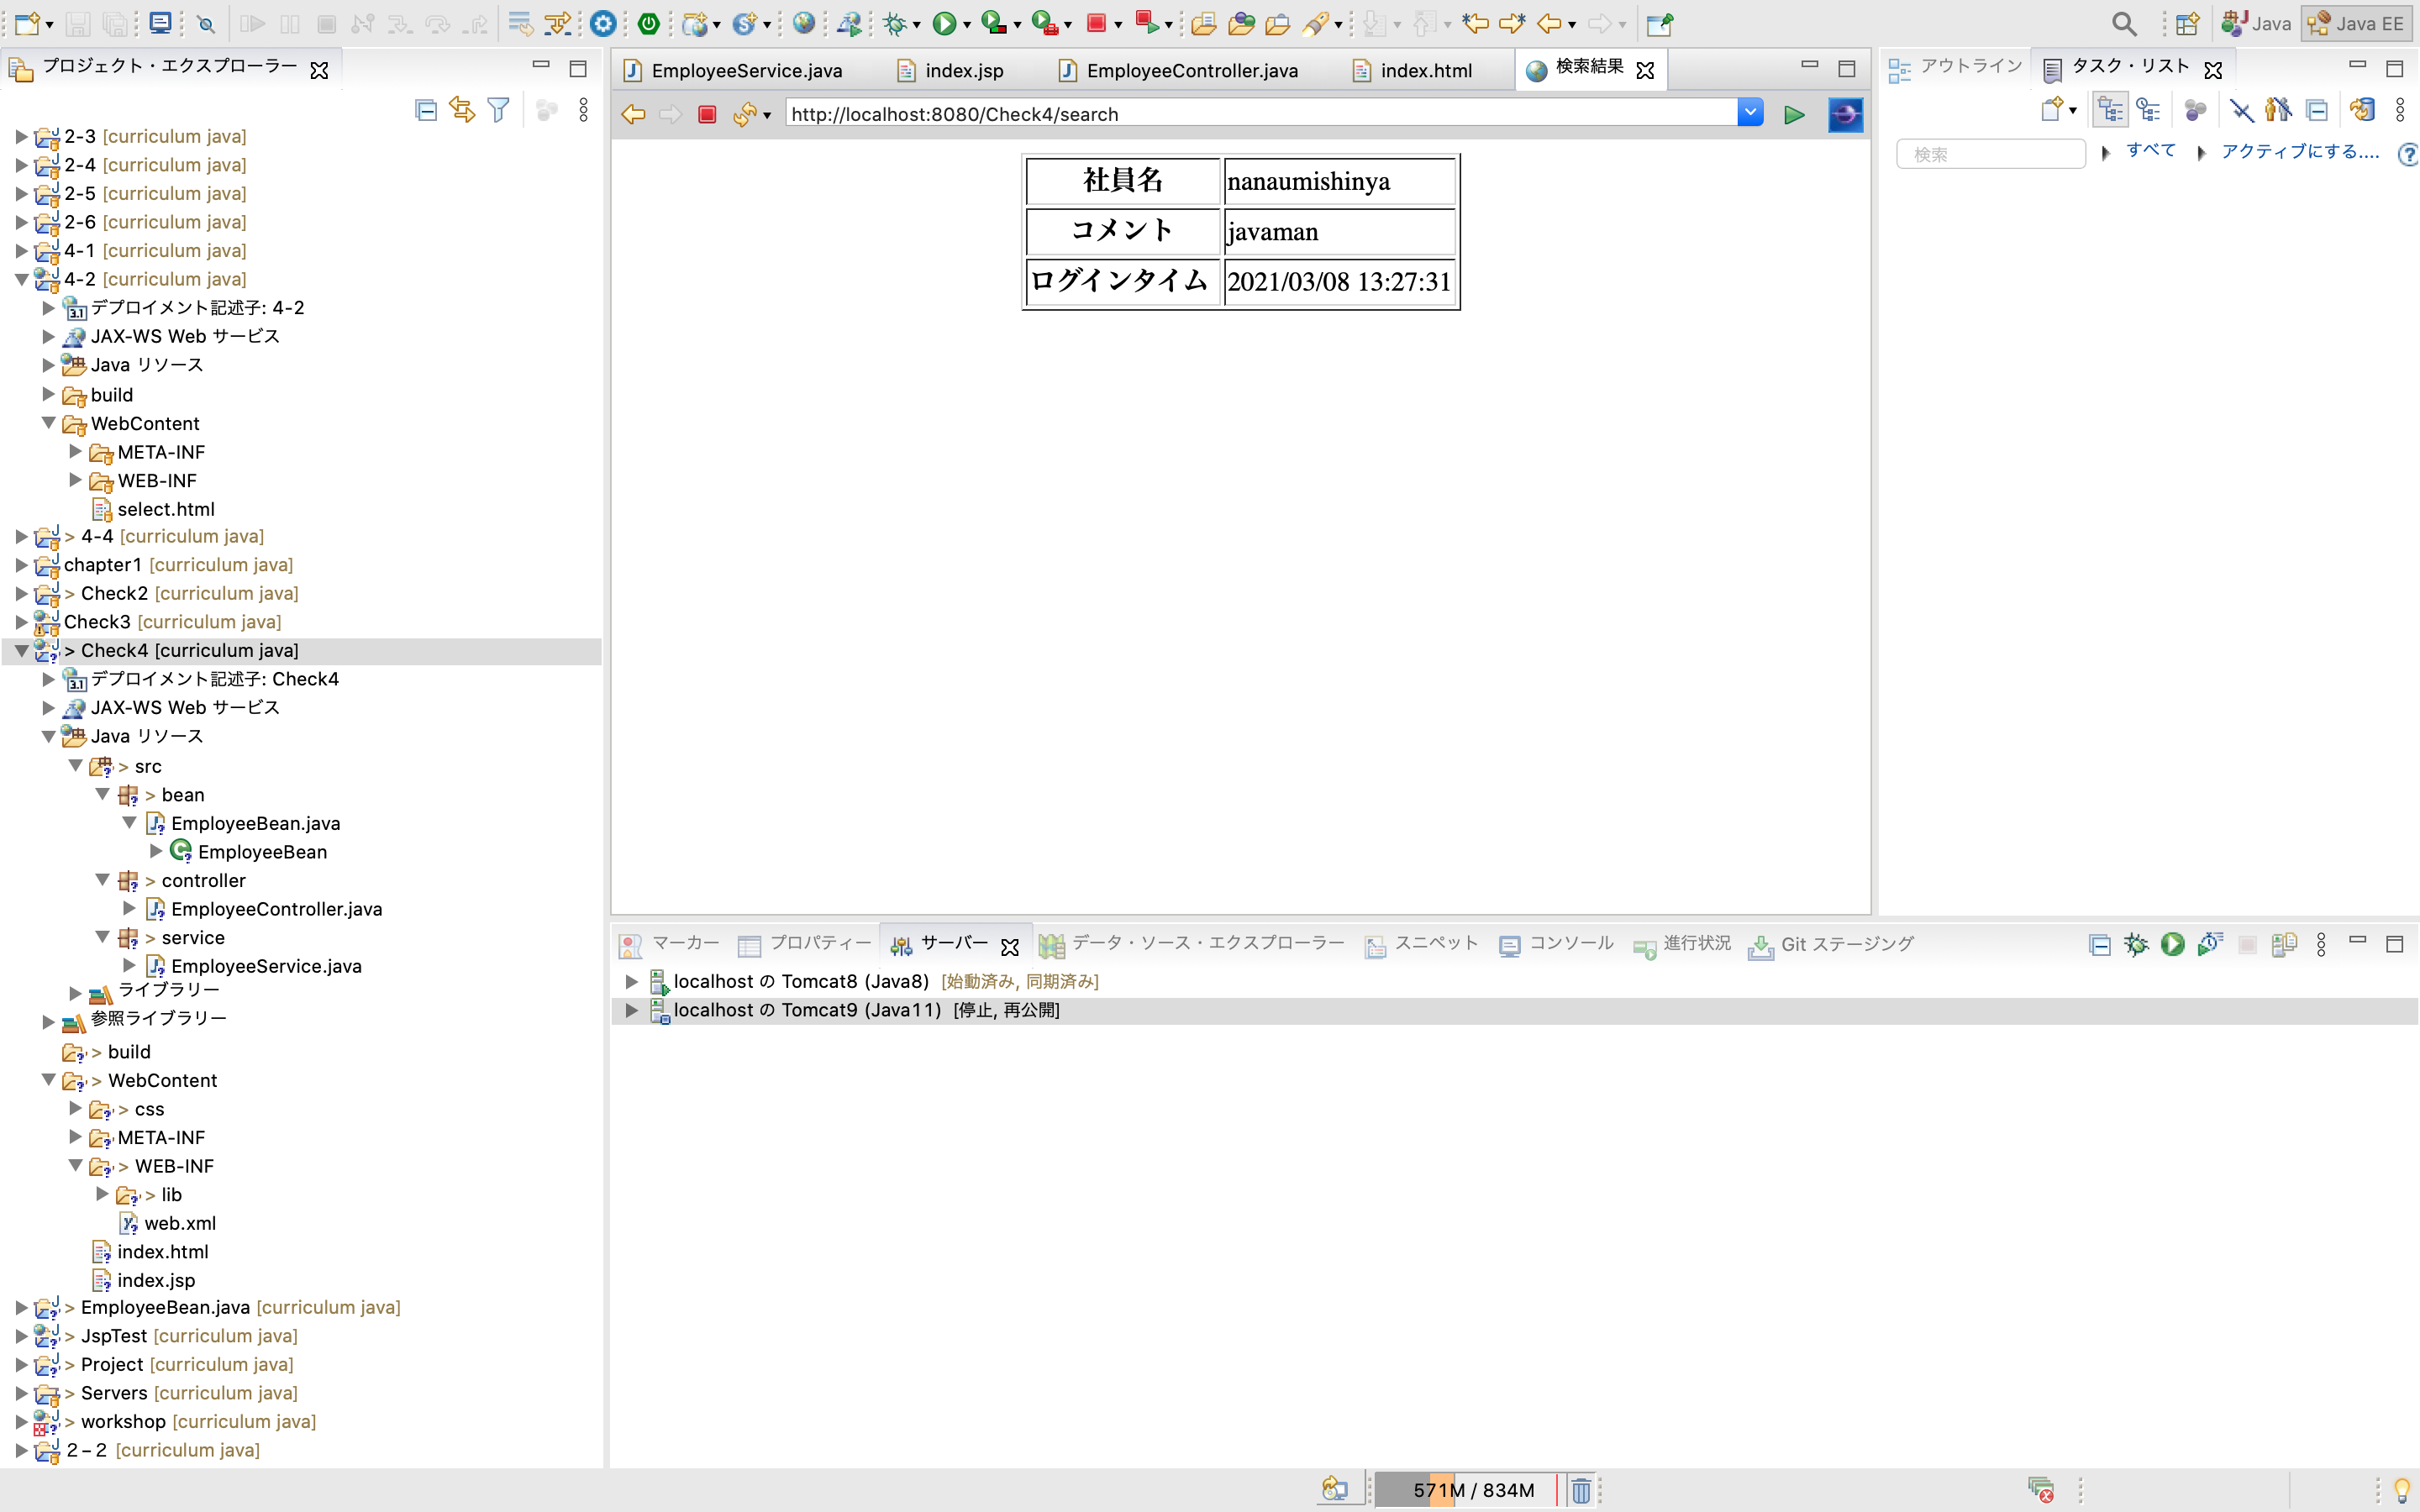 Java
Java EE
プロジェクト・エクスプローラー
2-3 [curriculum java]
2-4 [curriculum java]
2-5 [curriculum java]
2-6 [curriculum java]
4-1 [curriculum java]
4-2 [curriculum java]
デプロイメント記述子: 4-2
JAX-WS Web サービス
Java リソース
build
WebContent
META-INF
WEB-INF
select.html
> 4-4 [curriculum java]
chapter1 [curriculum java]
> Check2 [curriculum java]
Check3 [curriculum java]
> Check4 [curriculum java]
デプロイメント記述子: Check4
JAX-WS Web サービス
Java リソース
> src
> bean
EmployeeBean.java
EmployeeBean
> controller
EmployeeController.java
> service
EmployeeService.java
ライブラリー
参照ライブラリー
> build
> WebContent
> css
META-INF
> WEB-INF
> lib
web.xml
index.html
index.jsp
> EmployeeBean.java [curriculum java]
> JspTest [curriculum java]
> Project [curriculum java]
> Servers [curriculum java]
> workshop [curriculum java]
2－2 [curriculum java]
EmployeeService.java
index.jsp
EmployeeController.java
index.html
検索結果
http://localhost:8080/Check4/search
社員名 nanaumishinya
コメント javaman
ログインタイム 2021/03/08 13:27:31
アウトライン
タスク・リスト
検索
すべて
アクティブにする....
マーカー
プロパティー
サーバー
データ・ソース・エクスプローラー
スニペット
コンソール
進行状況
Git ステージング
localhost の Tomcat8 (Java8) [始動済み, 同期済み]
localhost の Tomcat9 (Java11) [停止, 再公開]
571M / 834M